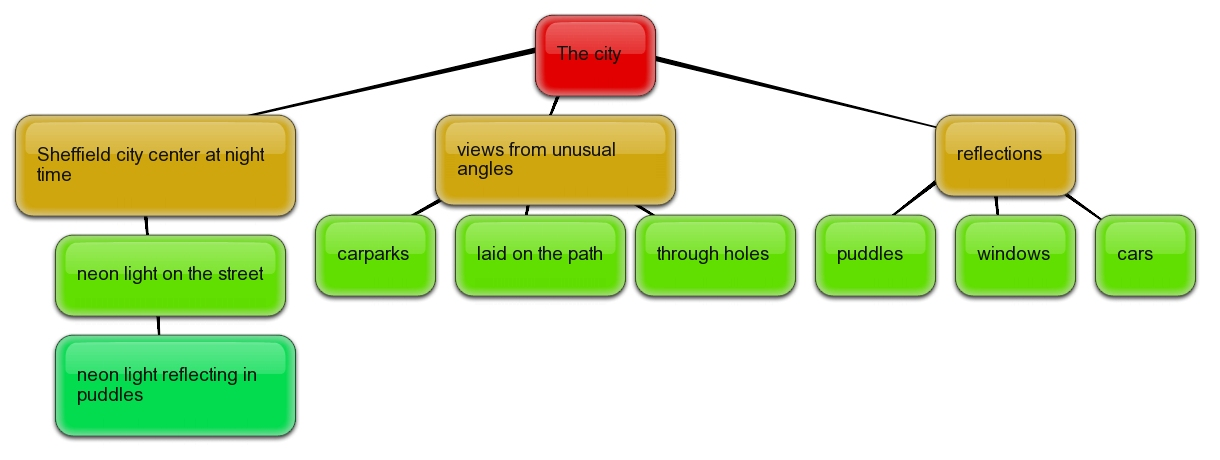 The city
Sheffield city center at night
time
views from unusual
angles
reflections
carparks
laid on the path
through holes
puddles
windows
cars
neon light on the street
neon light reflecting in
puddles